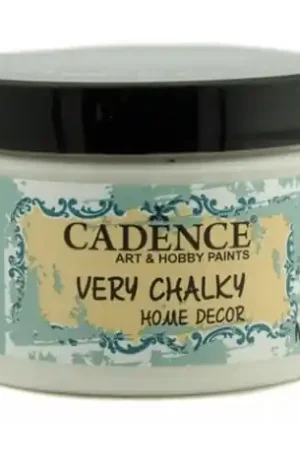 CADENCE
ART & HOBBY PAINTS
VERY CHALKY
HOME DECOR